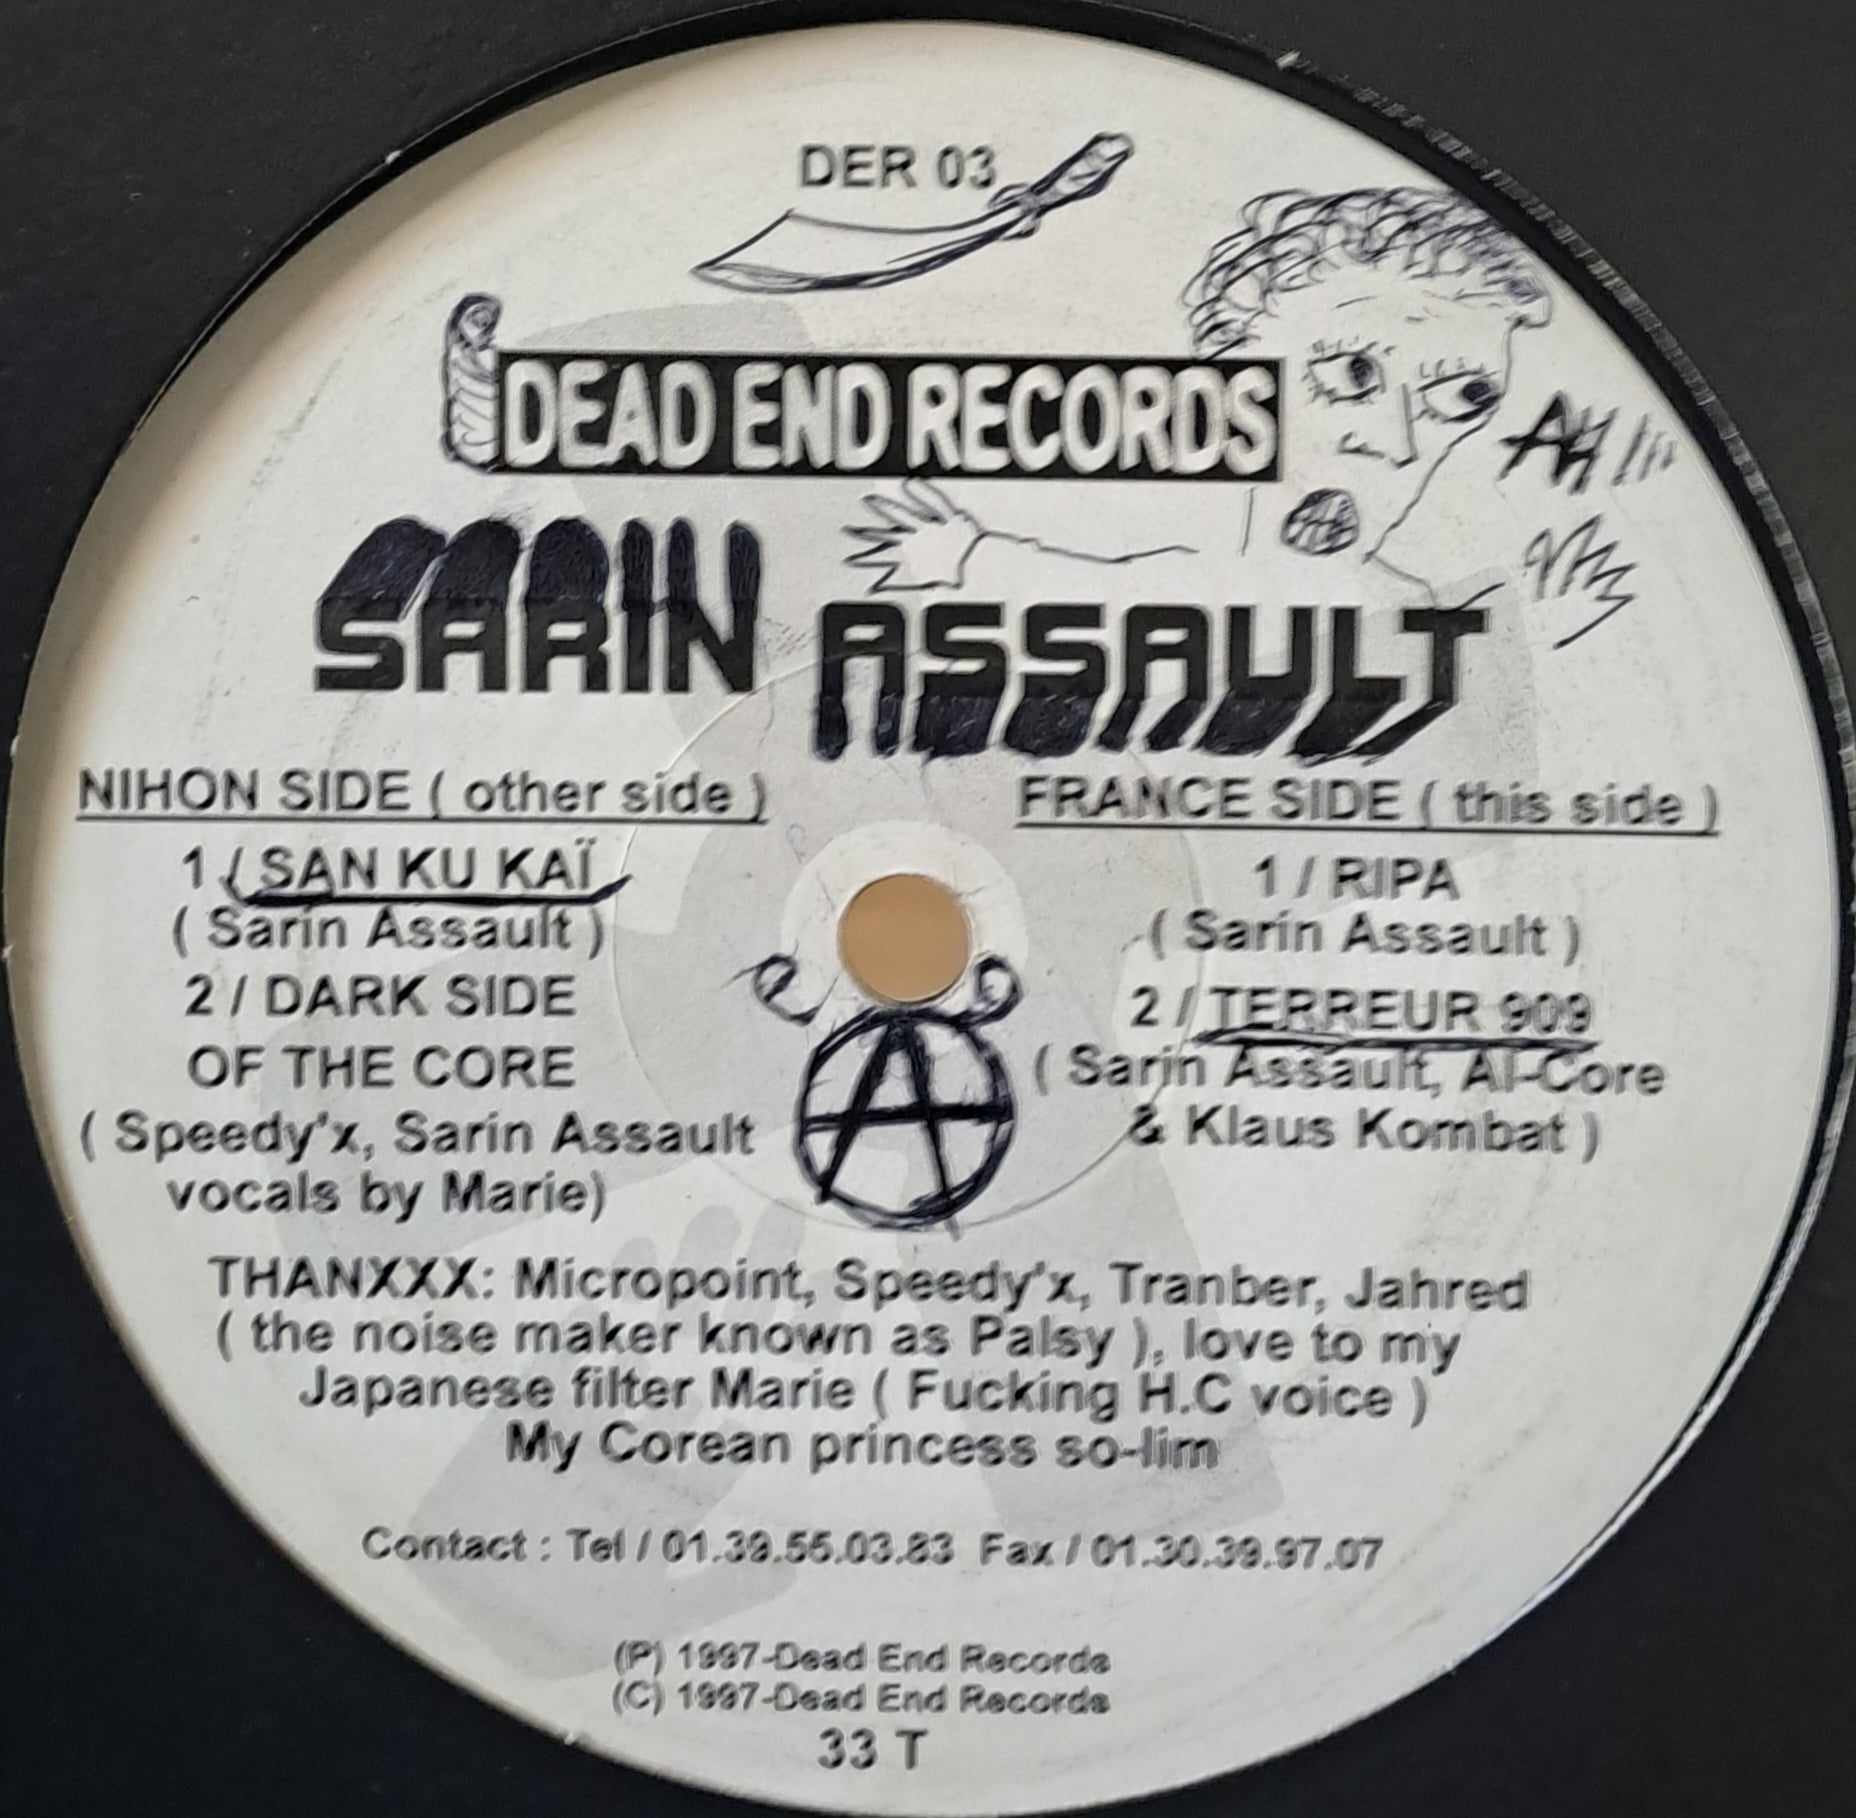 DER 03
DEAD END RECORDS
AH !!!
SARIN ASSAULT
NIHON SIDE ( other side )
1 / SAN KU KAÏ
( Sarin Assault )
2 / DARK SIDE
OF THE CORE
( Speedy'x, Sarin Assault
vocals by Marie)
FRANCE SIDE ( this side )
1 / RIPA
( Sarin Assault )
2 / TERREUR 909
( Sarin Assault, Al-Core
& Klaus Kombat )
A
THANXXX: Micropoint, Speedy'x, Tranber, Jahred
( the noise maker known as Palsy ), love to my
Japanese filter Marie ( Fucking H.C voice )
My Corean princess so-lim
Contact : Tel / 01.39.55.03.83 Fax / 01.30.39.97.07
(P) 1997-Dead End Records
(C) 1997-Dead End Records
33 T